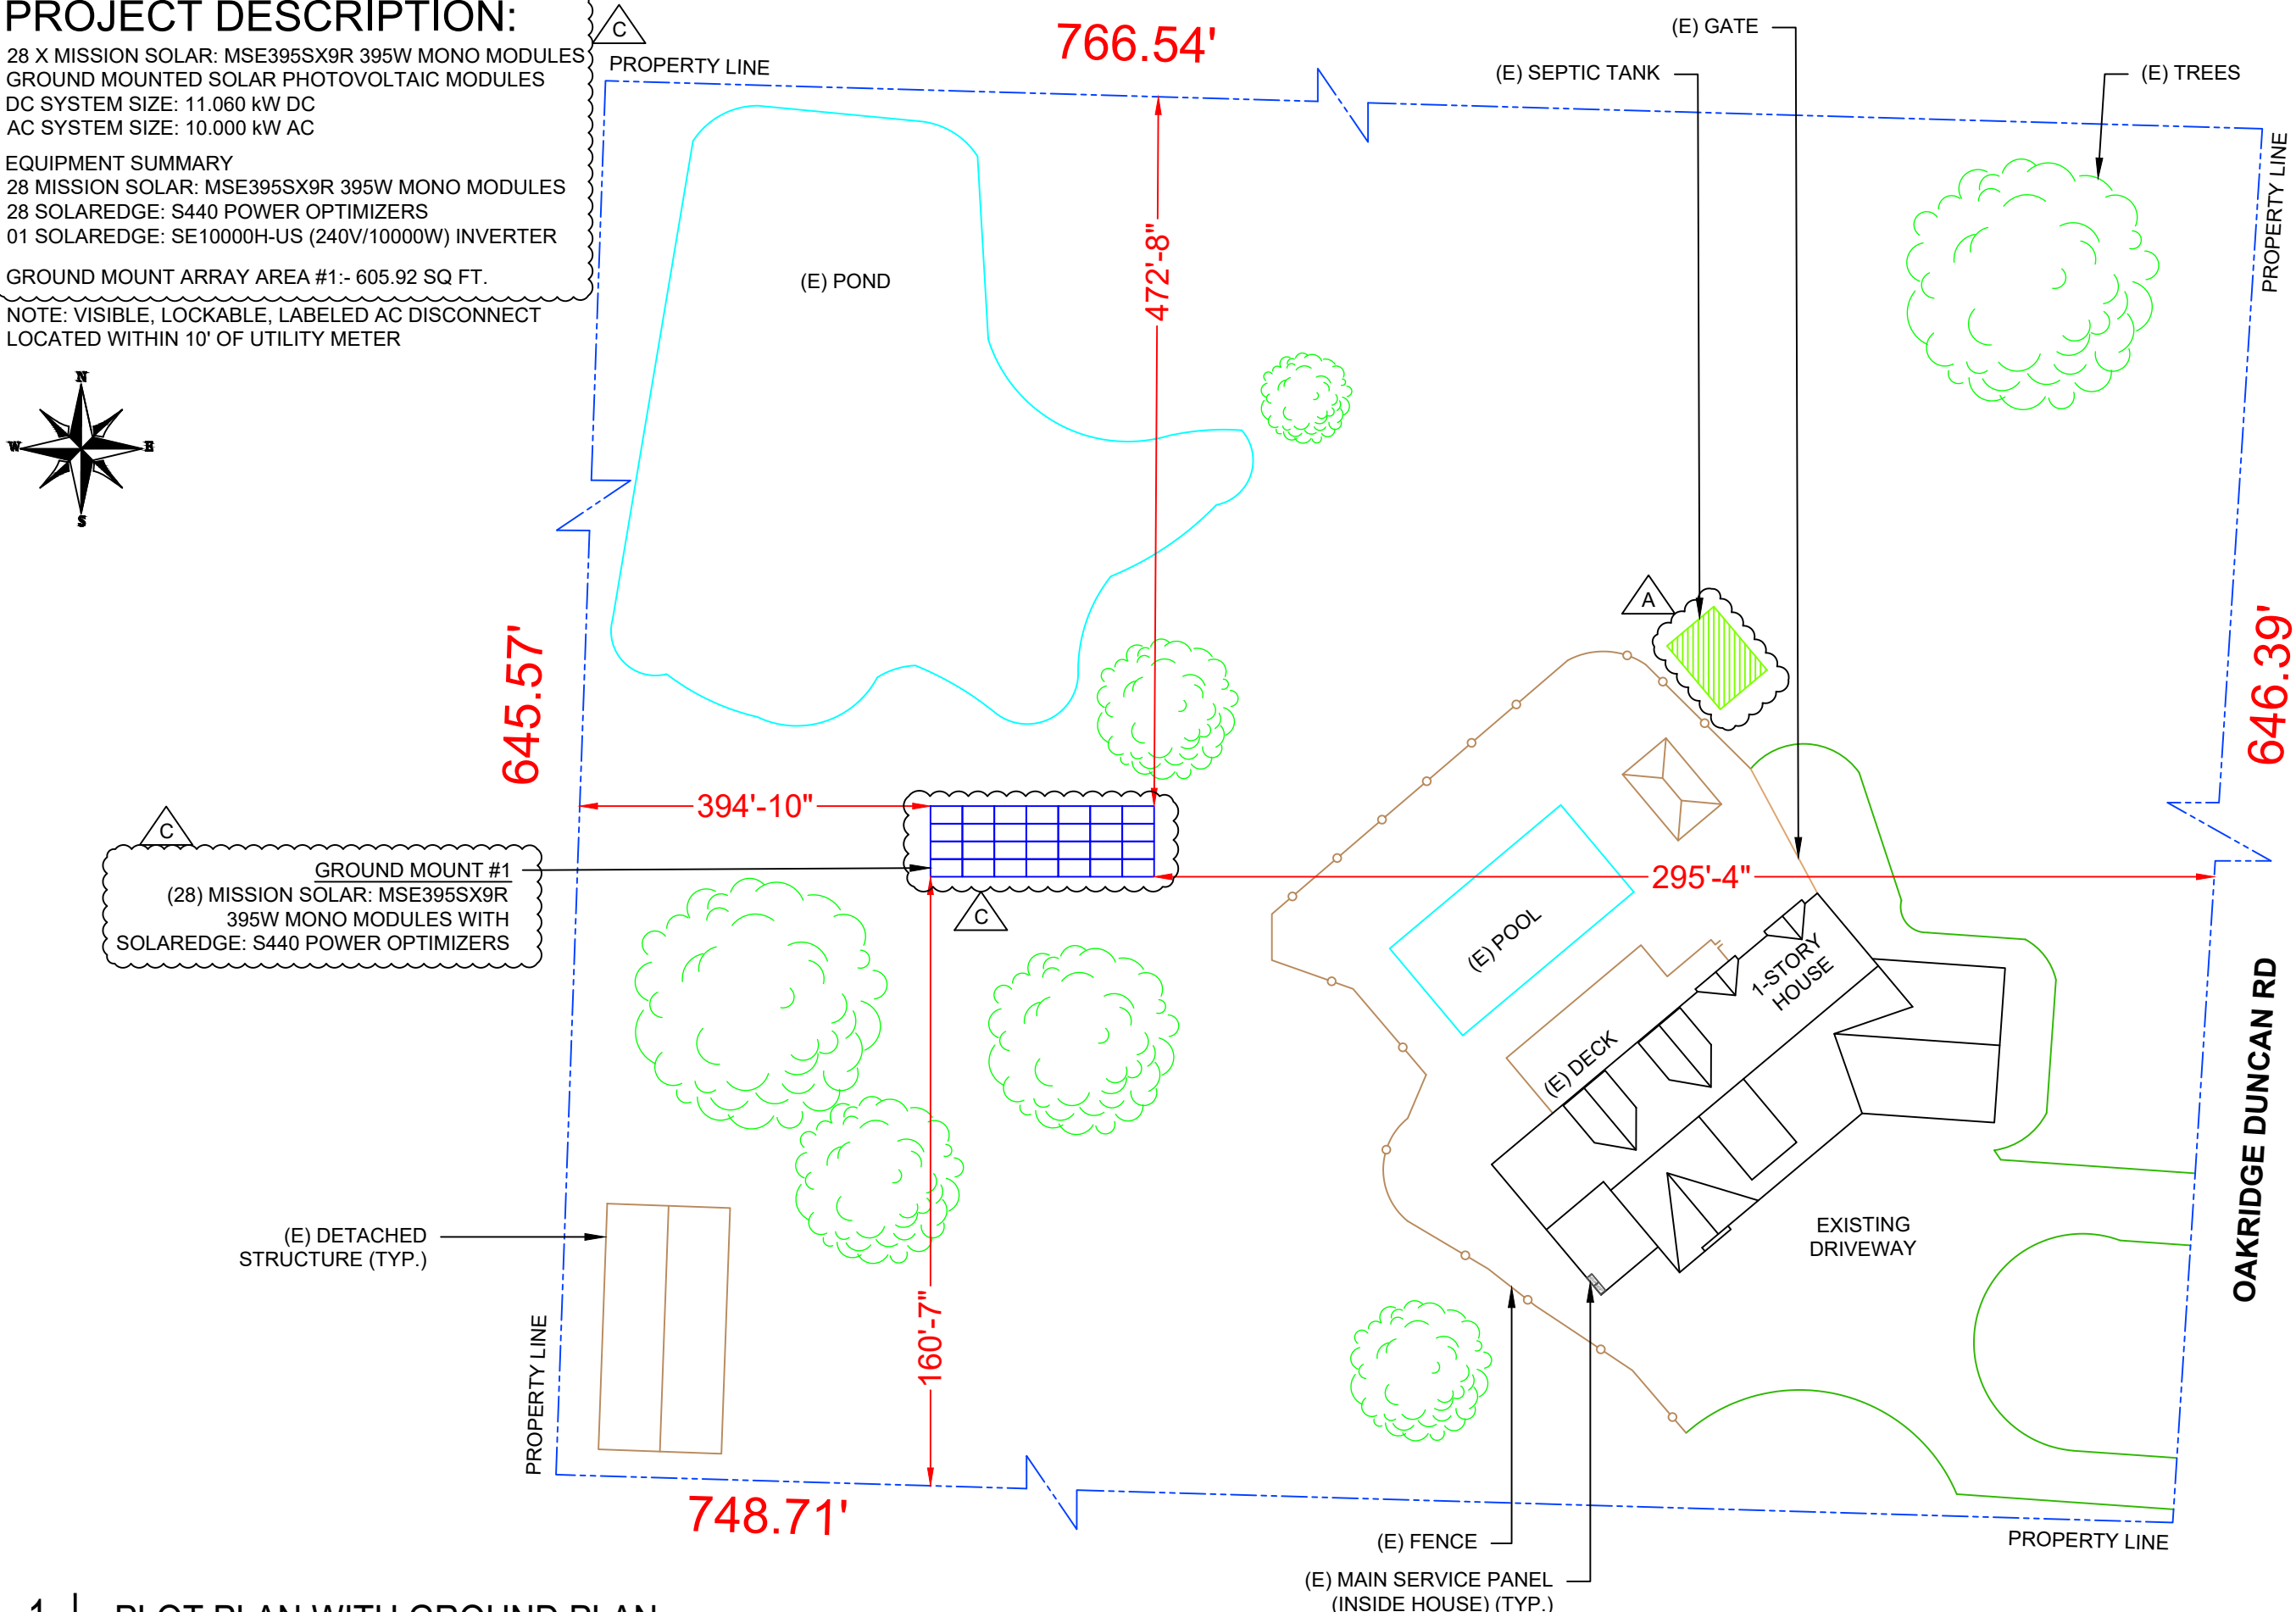 PROJECT DESCRIPTION:
28 X MISSION SOLAR: MSE395SX9R 395W MONO MODULES
GROUND MOUNTED SOLAR PHOTOVOLTAIC MODULES
DC SYSTEM SIZE: 11.060 kW DC
AC SYSTEM SIZE: 10.000 kW AC
EQUIPMENT SUMMARY
28 MISSION SOLAR: MSE395SX9R 395W MONO MODULES
28 SOLAREDGE: S440 POWER OPTIMIZERS
01 SOLAREDGE: SE10000H-US (240V/10000W) INVERTER
GROUND MOUNT ARRAY AREA #1:- 605.92 SQ FT.
NOTE: VISIBLE, LOCKABLE, LABELED AC DISCONNECT
LOCATED WITHIN 10' OF UTILITY METER
N
W
E
S
C
PROPERTY LINE
766.54'
(E) GATE
(E) SEPTIC TANK
(E) TREES
PROPERTY LINE
(E) POND
472'-8"
A
645.57'
646.39'
394'-10"
C
GROUND MOUNT #1
(28) MISSION SOLAR: MSE395SX9R
395W MONO MODULES WITH
SOLAREDGE: S440 POWER OPTIMIZERS
C
295'-4"
(E) POOL
1-STORY
HOUSE
(E) DECK
OAKRIDGE DUNCAN RD
(E) DETACHED
STRUCTURE (TYP.)
EXISTING
DRIVEWAY
160'-7"
PROPERTY LINE
748.71'
(E) FENCE
PROPERTY LINE
(E) MAIN SERVICE PANEL
(INSIDE HOUSE) (TYP.)
1
PLOT PLAN WITH GROUND PLAN